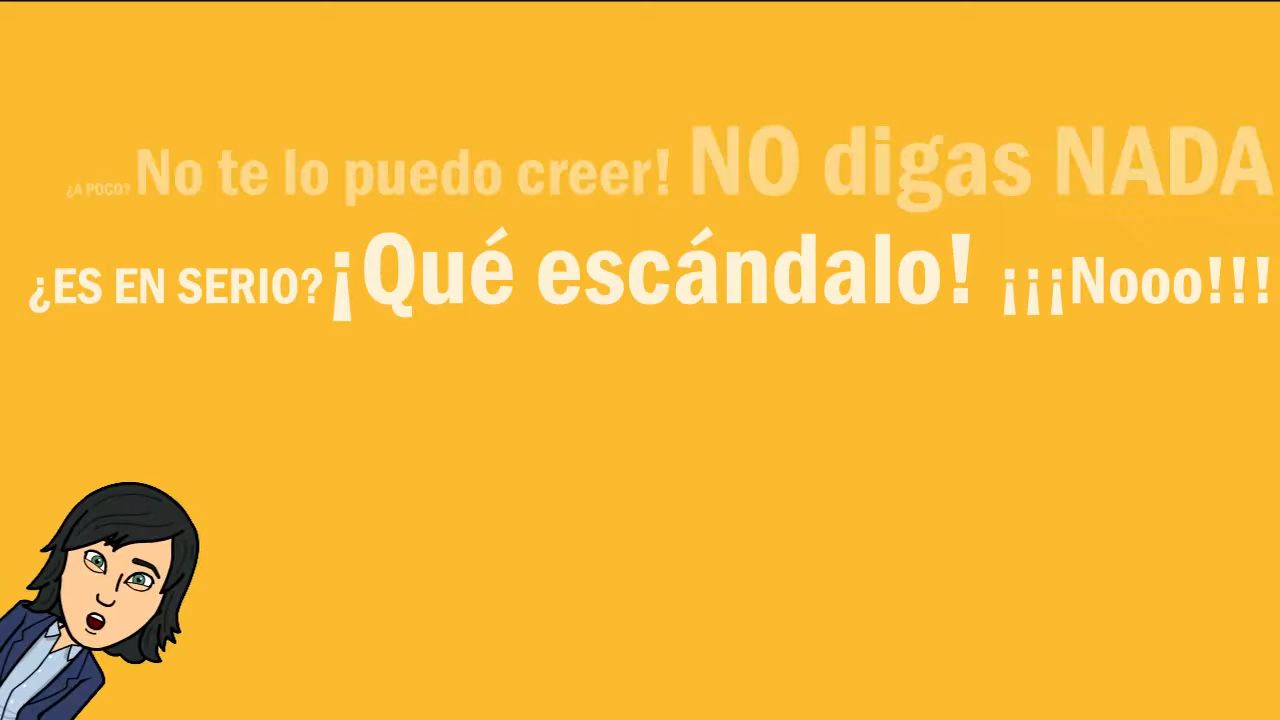 ¿A POCO? No te lo puedo creer! NO digas NADA
¿ES EN SERIO? ¡Qué escándalo! ¡¡¡Nooo!!!